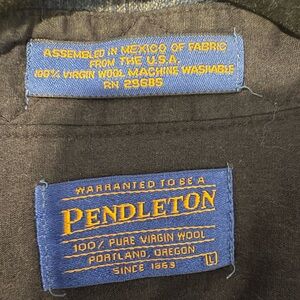 ASSEMBLED IN MEXICO OF FABRIC
FROM THE U.S.A.
100% VIRGIN WOOL MACHINE WASHABLE
RN 29685
WARRANTED TO BE A
PENDLETON
100% PURE VIRGIN WOOL
PORTLAND, OREGON
SINCE 1863
L